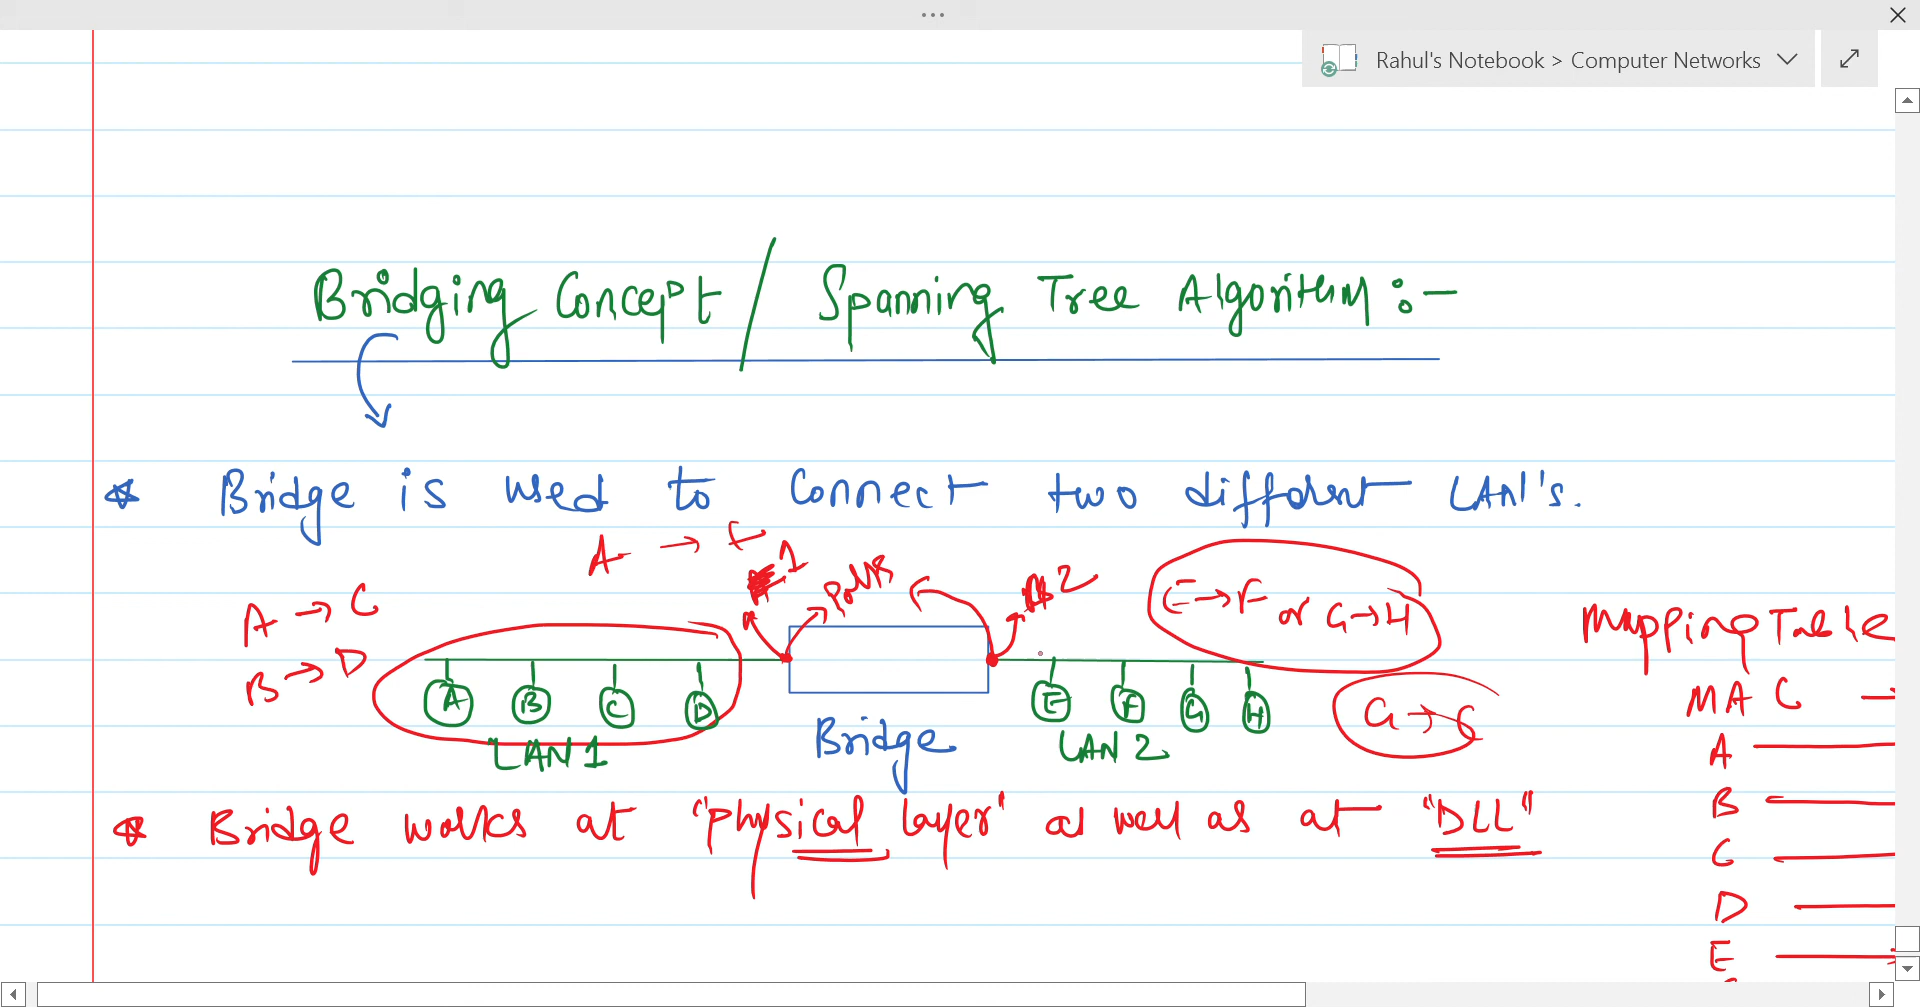 Rahul's Notebook > Computer Networks
Bridging Concept / Spanning Tree Algorithm :-
Bridge is used to Connect two different LAN's.
A → F
1
Ports
2
E → F or G → H
A → C
B → D
Mapping Table
MAC
A B C D
E F G H
G →
LAN 1
Bridge
LAN 2
A
B
C
D
E
Bridge works at "Physical layer" as well as at "DLL"